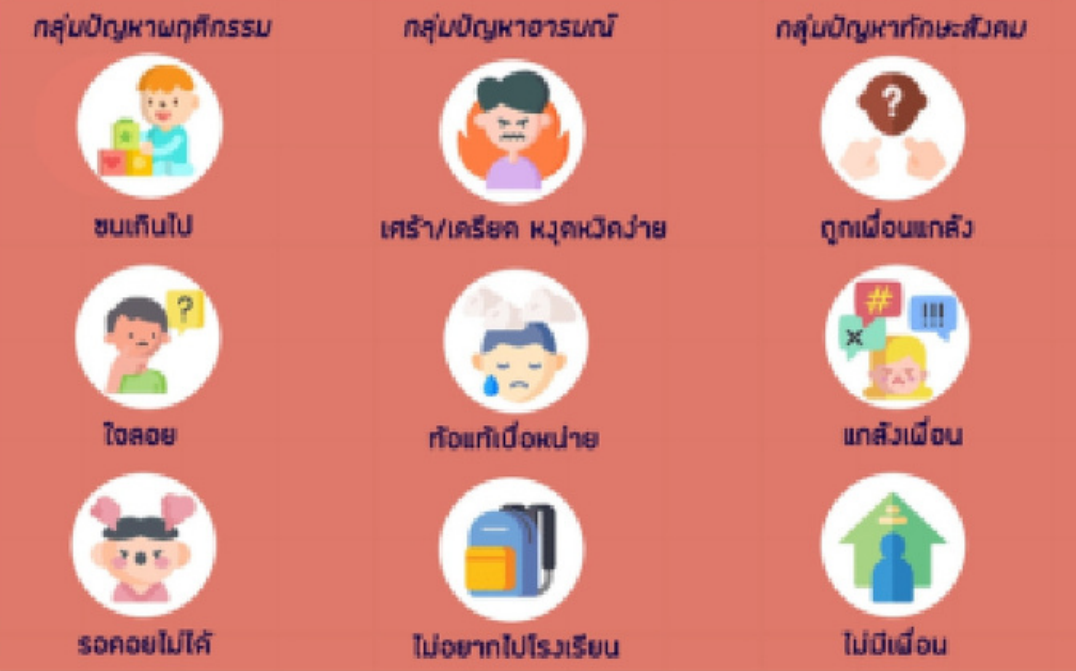 กลุ่มปัญหาพฤติกรรม
กลุ่มปัญหาอารมณ์
กลุ่มปัญหาทักษะสังคม
ซนเกินไป
เศร้า/เครียด หงุดหงิดง่าย
ถูกเพื่อนแกล้ง
?
ใจลอย
ท้อแท้เบื่อหน่าย
#
!!!
x
แกล้งเพื่อน
รอคอยไม่ได้
ไม่อยากไปโรงเรียน
ไม่มีเพื่อน